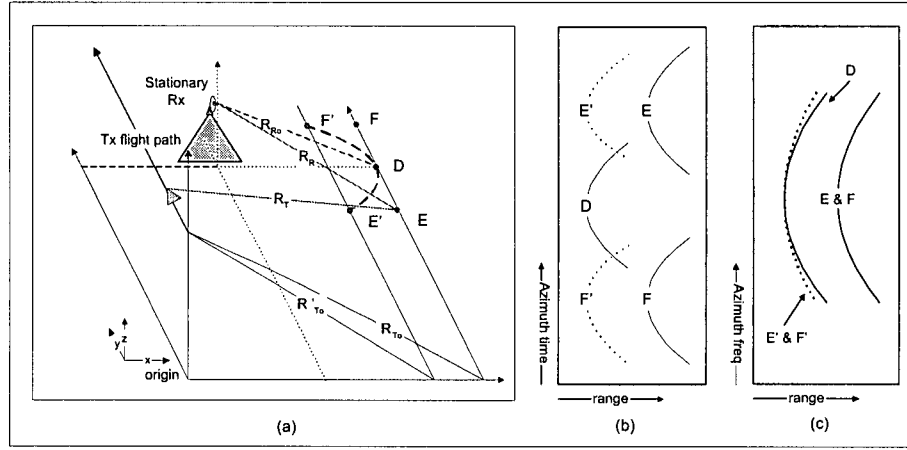 Stationary
Rx
Tx flight path
R_Ro
R_R
F'
F
D
R_T
E'
E
R'_To
R_To
y
z
x
origin
(a)
E'
E
D
F'
F
Azimuth time
range
(b)
D
E & F
E' & F'
Azimuth freq
range
(c)